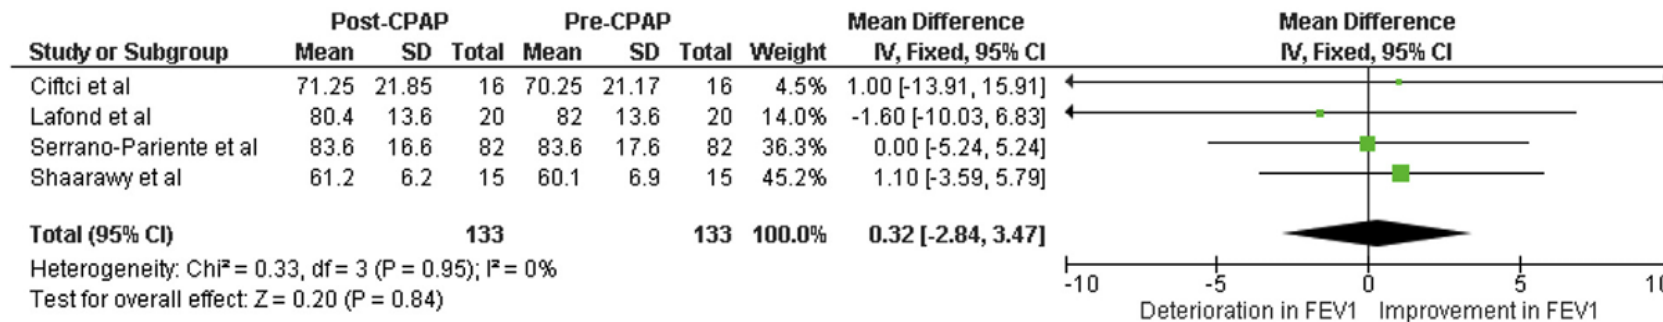 Post-CPAP Pre-CPAP Mean Difference Mean Difference
Study or Subgroup Mean SD Total Mean SD Total Weight IV, Fixed, 95% CI IV, Fixed, 95% CI
Ciftci et al 71.25 21.85 16 70.25 21.17 16 4.5% 1.00 [-13.91, 15.91]
Lafond et al 80.4 13.6 20 82 13.6 20 14.0% -1.60 [-10.03, 6.83]
Serrano-Pariente et al 83.6 16.6 82 83.6 17.6 82 36.3% 0.00 [-5.24, 5.24]
Shaarawy et al 61.2 6.2 15 60.1 6.9 15 45.2% 1.10 [-3.59, 5.79]
Total (95% CI) 133 133 100.0% 0.32 [-2.84, 3.47]
Heterogeneity: Chi² = 0.33, df = 3 (P = 0.95); I² = 0%
Test for overall effect: Z = 0.20 (P = 0.84)
-10 -5 0 5 10
Deterioration in FEV1 Improvement in FEV1